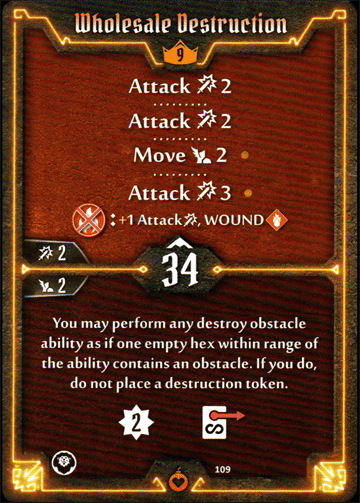 Wholesale Destruction
9
Attack 2
Attack 2
Move 2
Attack 3
: +1 Attack, WOUND
2
34
2
You may perform any destroy obstacle
ability as if one empty hex within range of
the ability contains an obstacle. If you do,
do not place a destruction token.
2
109